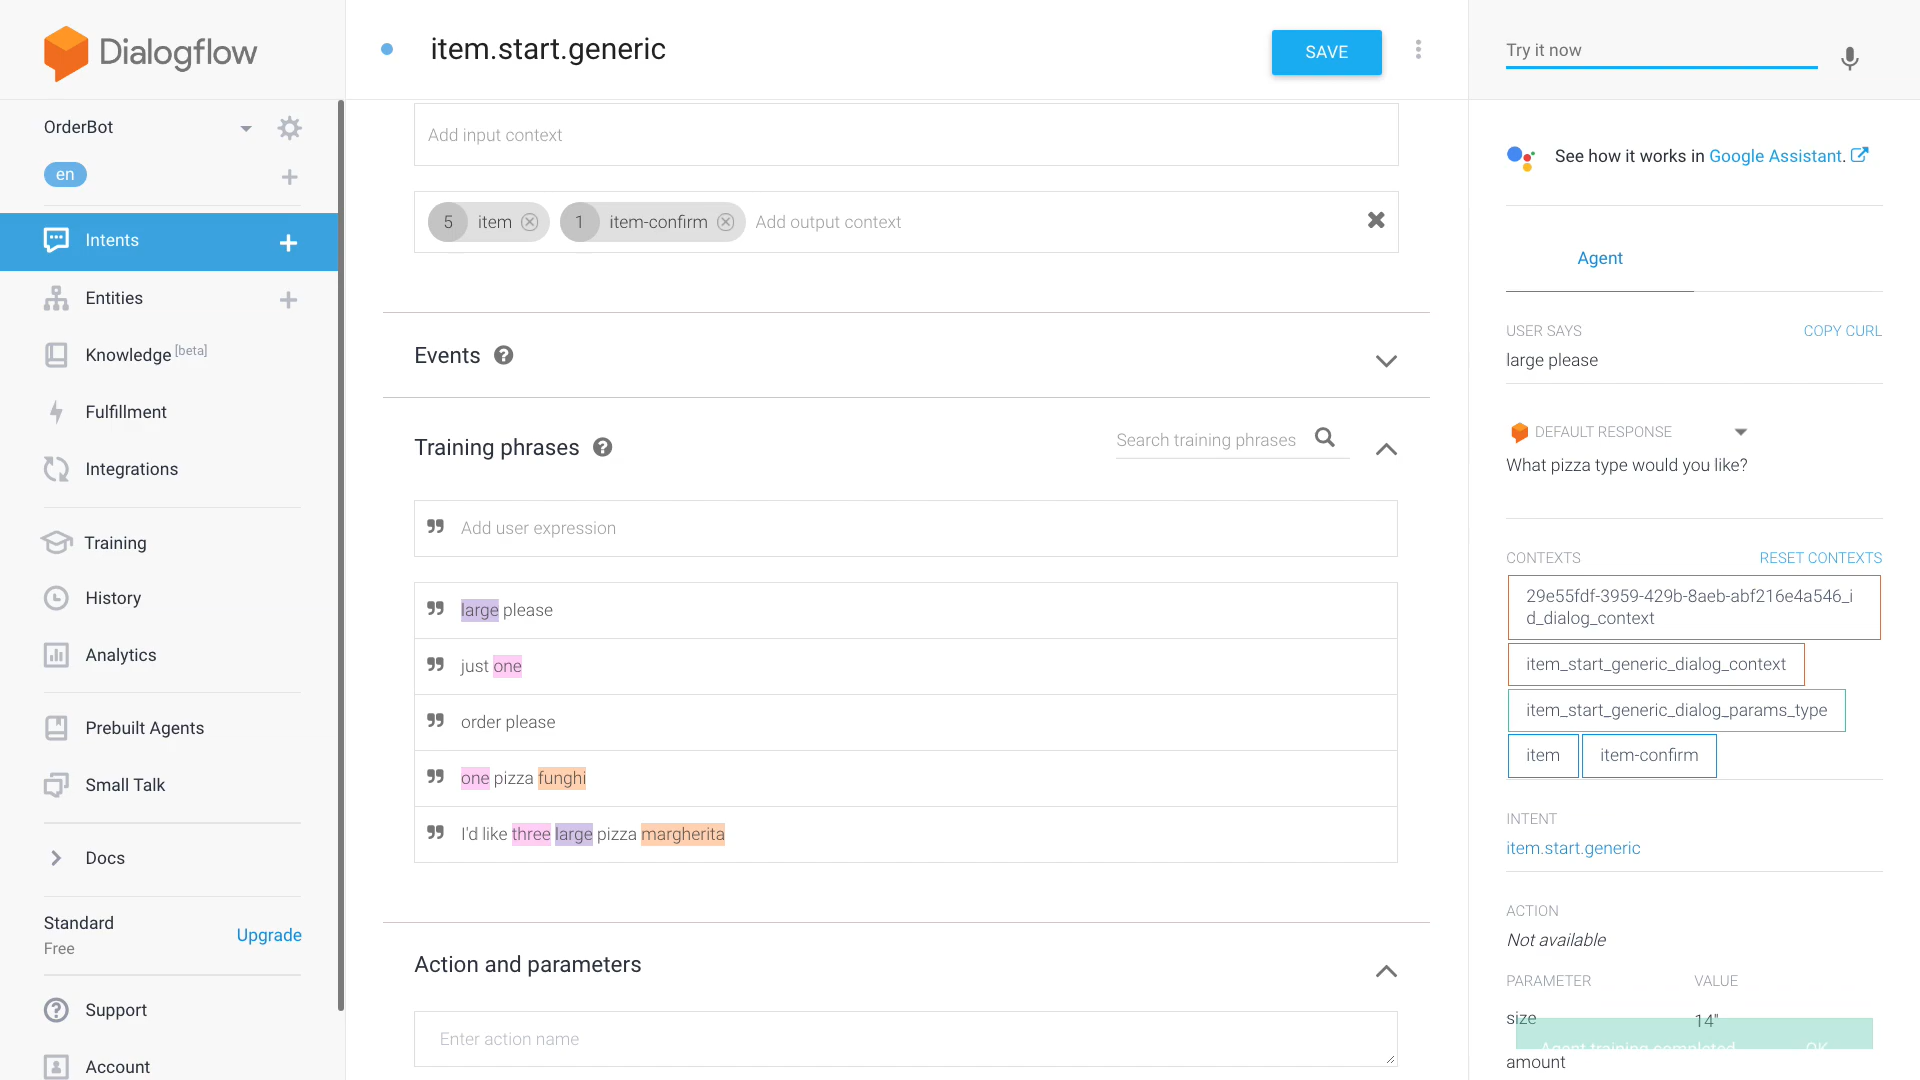 Dialogflow
OrderBot
en
Intents
Entities
Knowledge [beta]
Fulfillment
Integrations
Training
History
Analytics
Prebuilt Agents
Small Talk
Docs
Standard
Free
Upgrade
Support
Account
item.start.generic
SAVE
Add input context
5 item 1 item-confirm Add output context
Events
Training phrases
Search training phrases
Add user expression
large please
just one
order please
one pizza funghi
I'd like three large pizza margherita
Action and parameters
Enter action name
Try it now
See how it works in Google Assistant.
Agent
USER SAYS COPY CURL
large please
DEFAULT RESPONSE
What pizza type would you like?
CONTEXTS RESET CONTEXTS
29e55fdf-3959-429b-8aeb-abf216e4a546_i
d_dialog_context
item_start_generic_dialog_context
item_start_generic_dialog_params_type
item item-confirm
INTENT
item.start.generic
ACTION
Not available
PARAMETER VALUE
size 14"
Agent training completed OK
amount